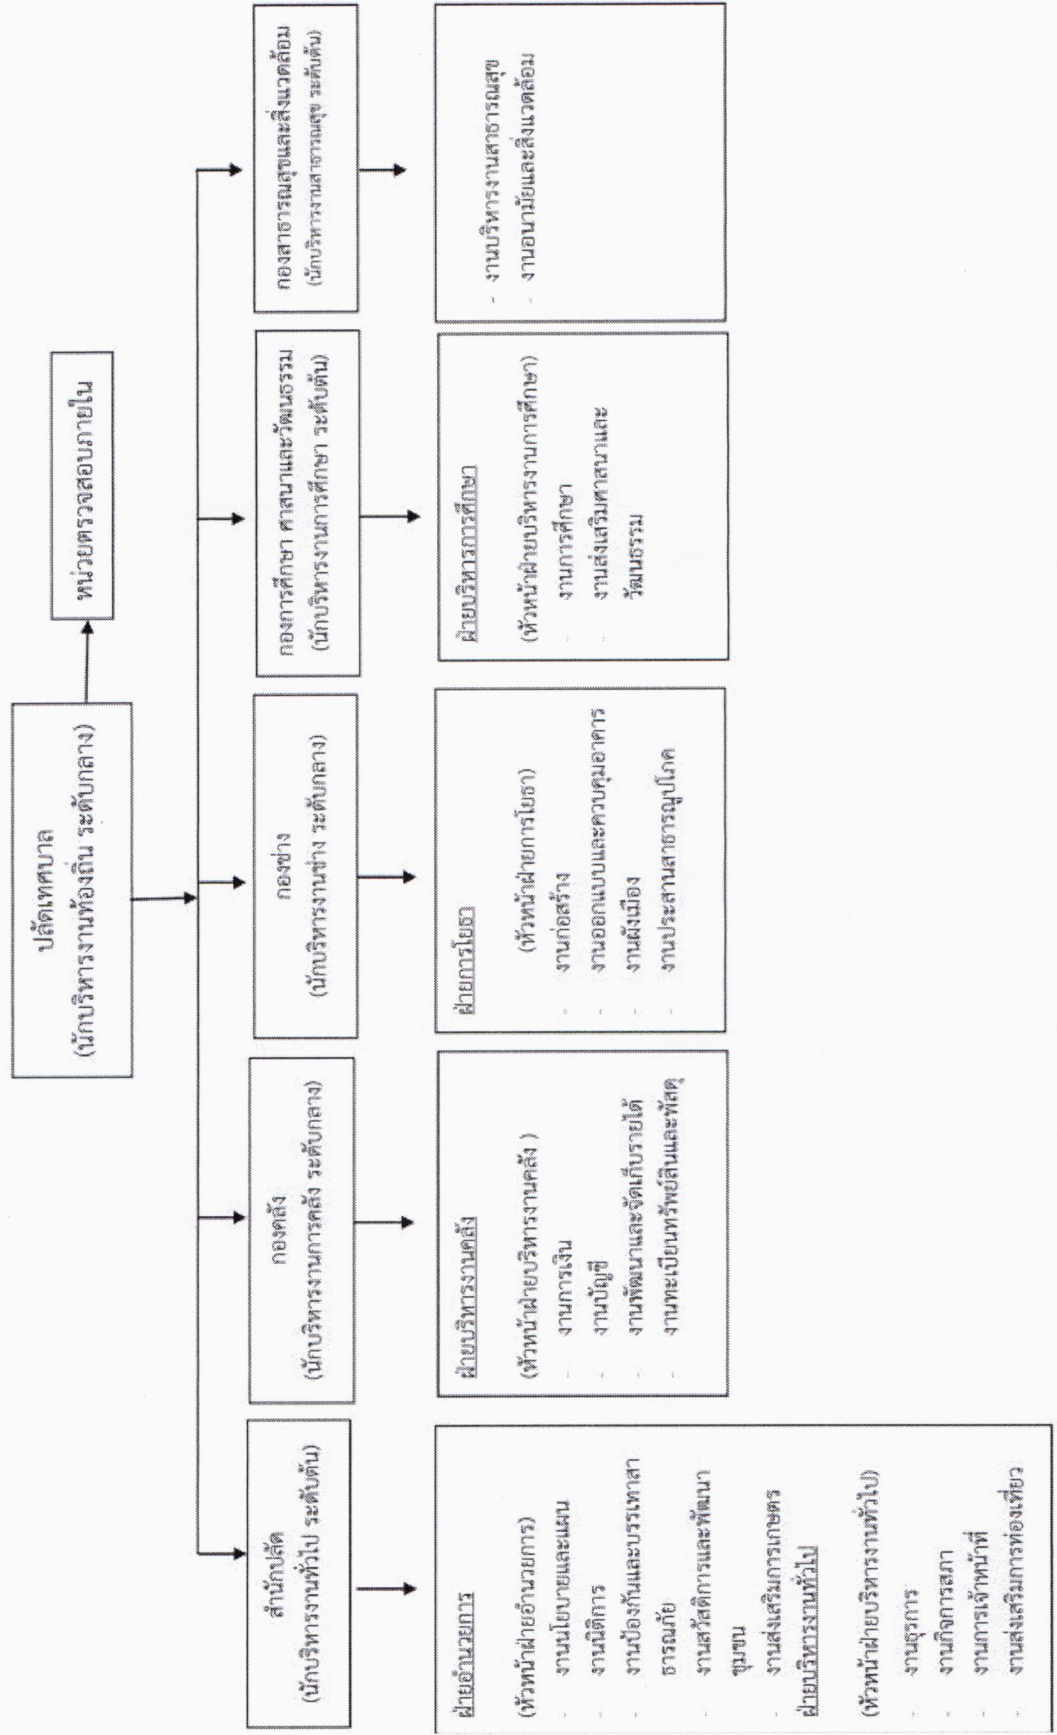 ปลัดเทศบาล
(นักบริหารงานท้องถิ่น ระดับกลาง)
หน่วยตรวจสอบภายใน
สำนักปลัด
(นักบริหารงานทั่วไป ระดับต้น)
กองคลัง
(นักบริหารงานการคลัง ระดับกลาง)
กองช่าง
(นักบริหารงานช่าง ระดับกลาง)
กองการศึกษา ศาสนาและวัฒนธรรม
(นักบริหารงานการศึกษา ระดับต้น)
กองสาธารณสุขและสิ่งแวดล้อม
(นักบริหารงานสาธารณสุข ระดับต้น)
ฝ่ายอำนวยการ
(หัวหน้าฝ่ายอำนวยการ)
- งานนโยบายและแผน
- งานนิติการ
- งานป้องกันและบรรเทาสา
ธารณภัย
- งานสวัสดิการและพัฒนา
ชุมชน
- งานส่งเสริมการเกษตร
ฝ่ายบริหารงานทั่วไป
(หัวหน้าฝ่ายบริหารงานทั่วไป)
- งานธุรการ
- งานกิจการสภา
- งานการเจ้าหน้าที่
- งานส่งเสริมการท่องเที่ยว
ฝ่ายบริหารงานคลัง
(หัวหน้าฝ่ายบริหารงานคลัง )
- งานการเงิน
- งานบัญชี
- งานพัฒนาและจัดเก็บรายได้
- งานทะเบียนทรัพย์สินและพัสดุ
ฝ่ายการโยธา
(หัวหน้าฝ่ายการโยธา)
- งานก่อสร้าง
- งานออกแบบและควบคุมอาคาร
- งานผังเมือง
- งานประสานสาธารณูปโภค
ฝ่ายบริหารการศึกษา
(หัวหน้าฝ่ายบริหารงานการศึกษา)
- งานการศึกษา
- งานส่งเสริมศาสนาและ
วัฒนธรรม
- งานบริหารงานสาธารณสุข
- งานอนามัยและสิ่งแวดล้อม